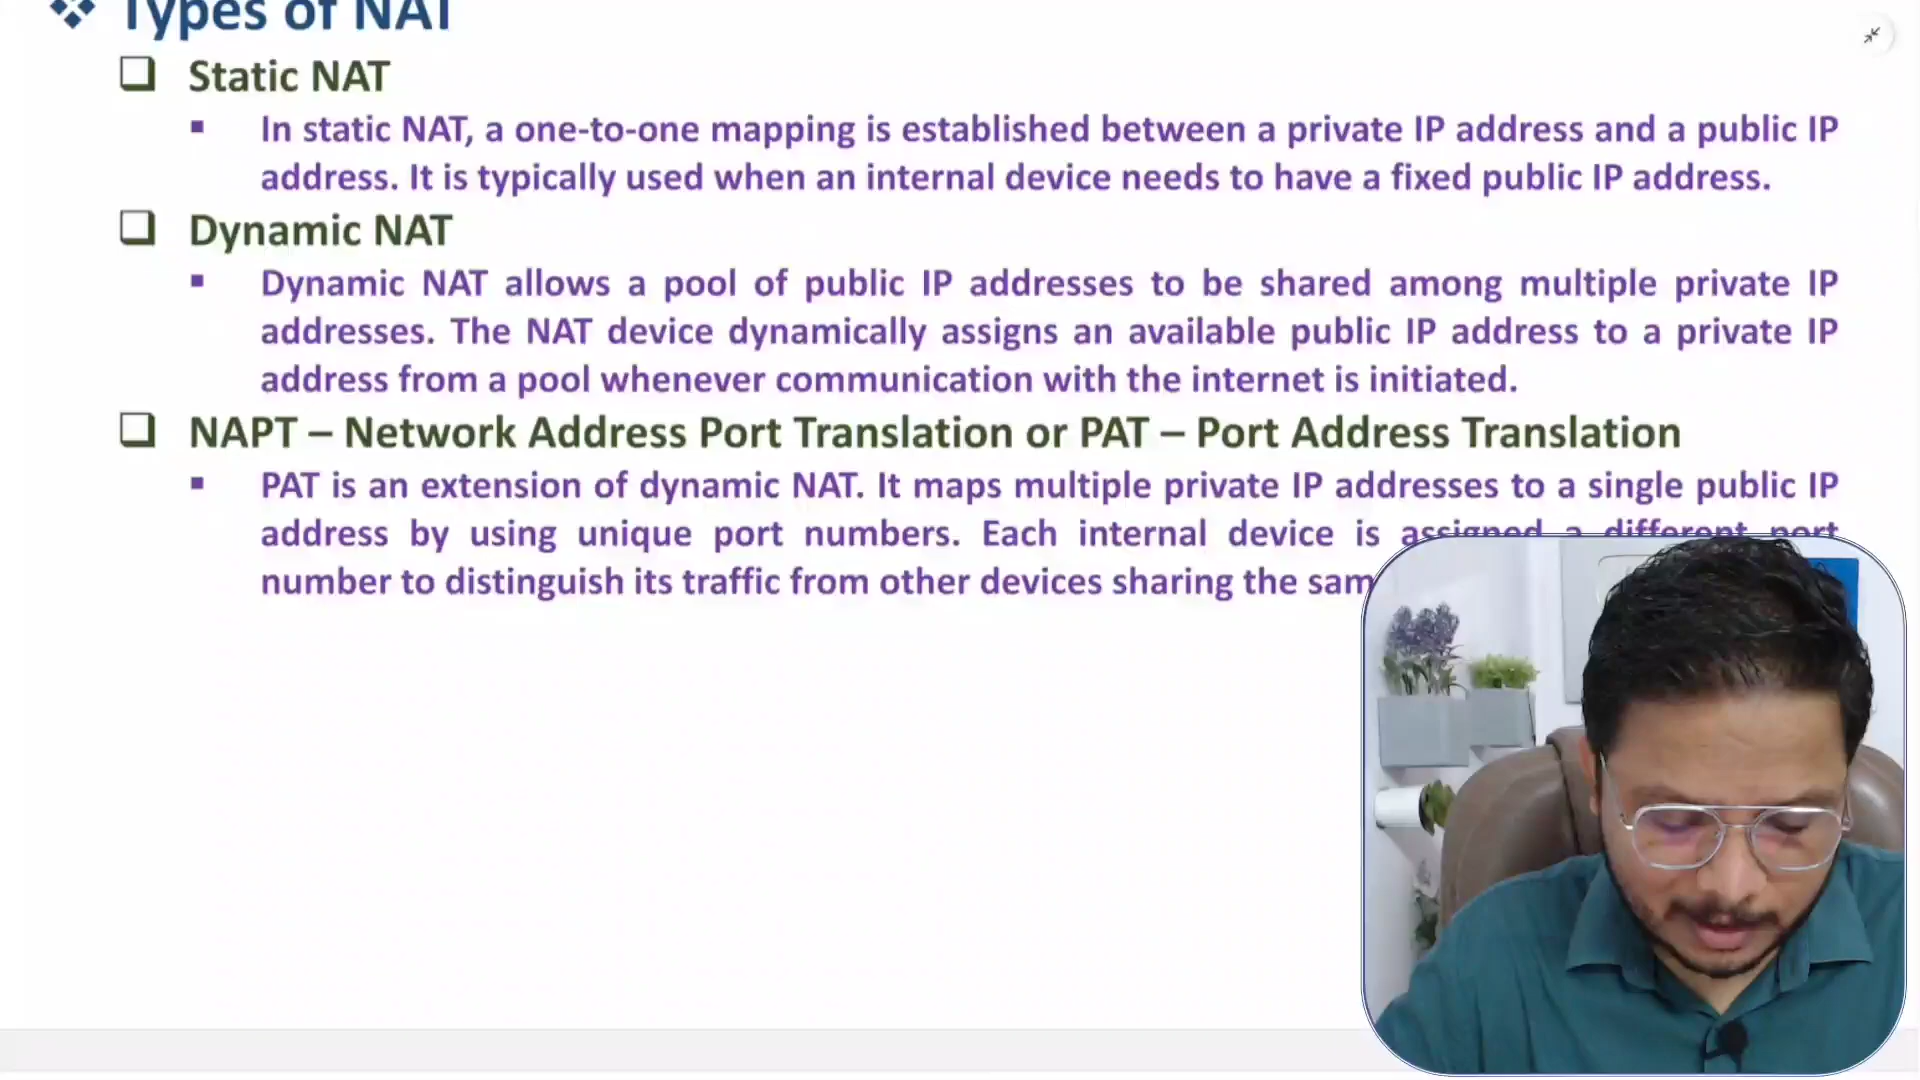 Types of NAT
Static NAT
In static NAT, a one-to-one mapping is established between a private IP address and a public IP
address. It is typically used when an internal device needs to have a fixed public IP address.
Dynamic NAT
Dynamic NAT allows a pool of public IP addresses to be shared among multiple private IP
addresses. The NAT device dynamically assigns an available public IP address to a private IP
address from a pool whenever communication with the internet is initiated.
NAPT – Network Address Port Translation or PAT – Port Address Translation
PAT is an extension of dynamic NAT. It maps multiple private IP addresses to a single public IP
address by using unique port numbers. Each internal device is assigned a different port
number to distinguish its traffic from other devices sharing the sam